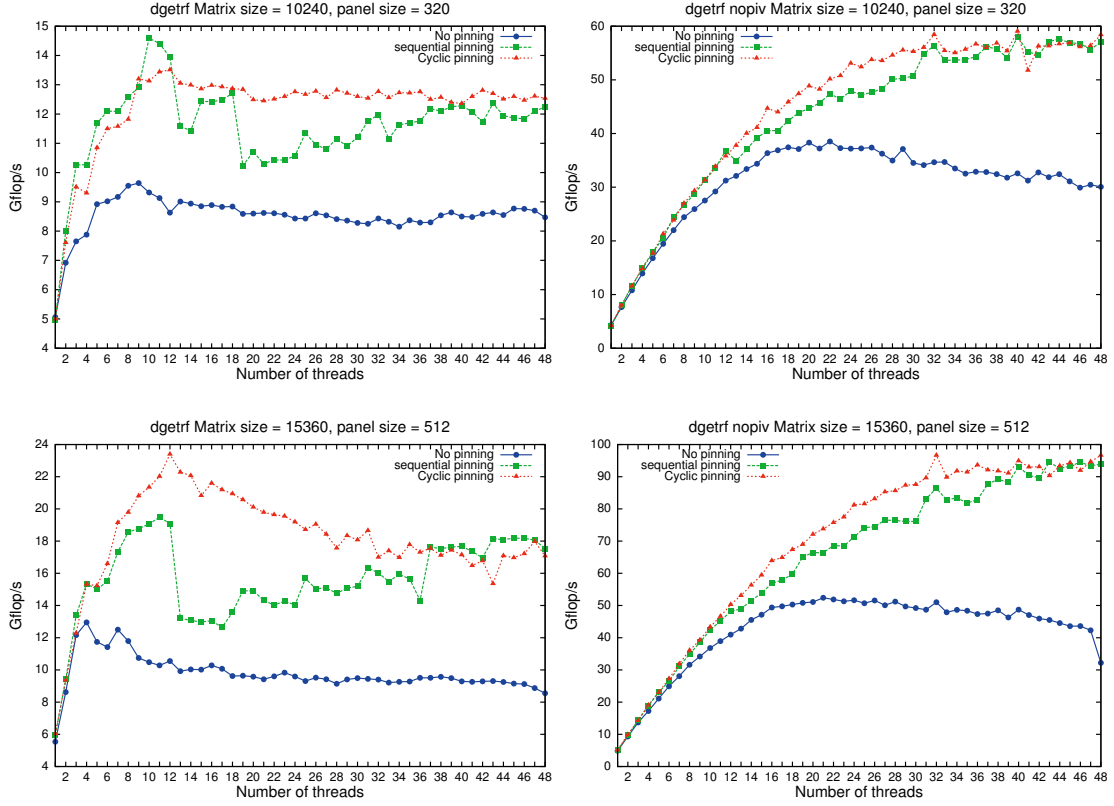 dgetrf Matrix size = 10240, panel size = 320
15
14
13
12
11
10
9
8
7
6
5
4
Gflop/s
No pinning
sequential pinning
Cyclic pinning
2 4 6 8 10 12 14 16 18 20 22 24 26 28 30 32 34 36 38 40 42 44 46 48
Number of threads
dgetrf nopiv Matrix size = 10240, panel size = 320
60
50
40
30
20
10
0
Gflop/s
No pinning
sequential pinning
Cyclic pinning
2 4 6 8 10 12 14 16 18 20 22 24 26 28 30 32 34 36 38 40 42 44 46 48
Number of threads
dgetrf Matrix size = 15360, panel size = 512
24
22
20
18
16
14
12
10
8
6
4
Gflop/s
No pinning
sequential pinning
Cyclic pinning
2 4 6 8 10 12 14 16 18 20 22 24 26 28 30 32 34 36 38 40 42 44 46 48
Number of threads
dgetrf nopiv Matrix size = 15360, panel size = 512
100
90
80
70
60
50
40
30
20
10
0
Gflop/s
No pinning
sequential pinning
Cyclic pinning
2 4 6 8 10 12 14 16 18 20 22 24 26 28 30 32 34 36 38 40 42 44 46 48
Number of threads